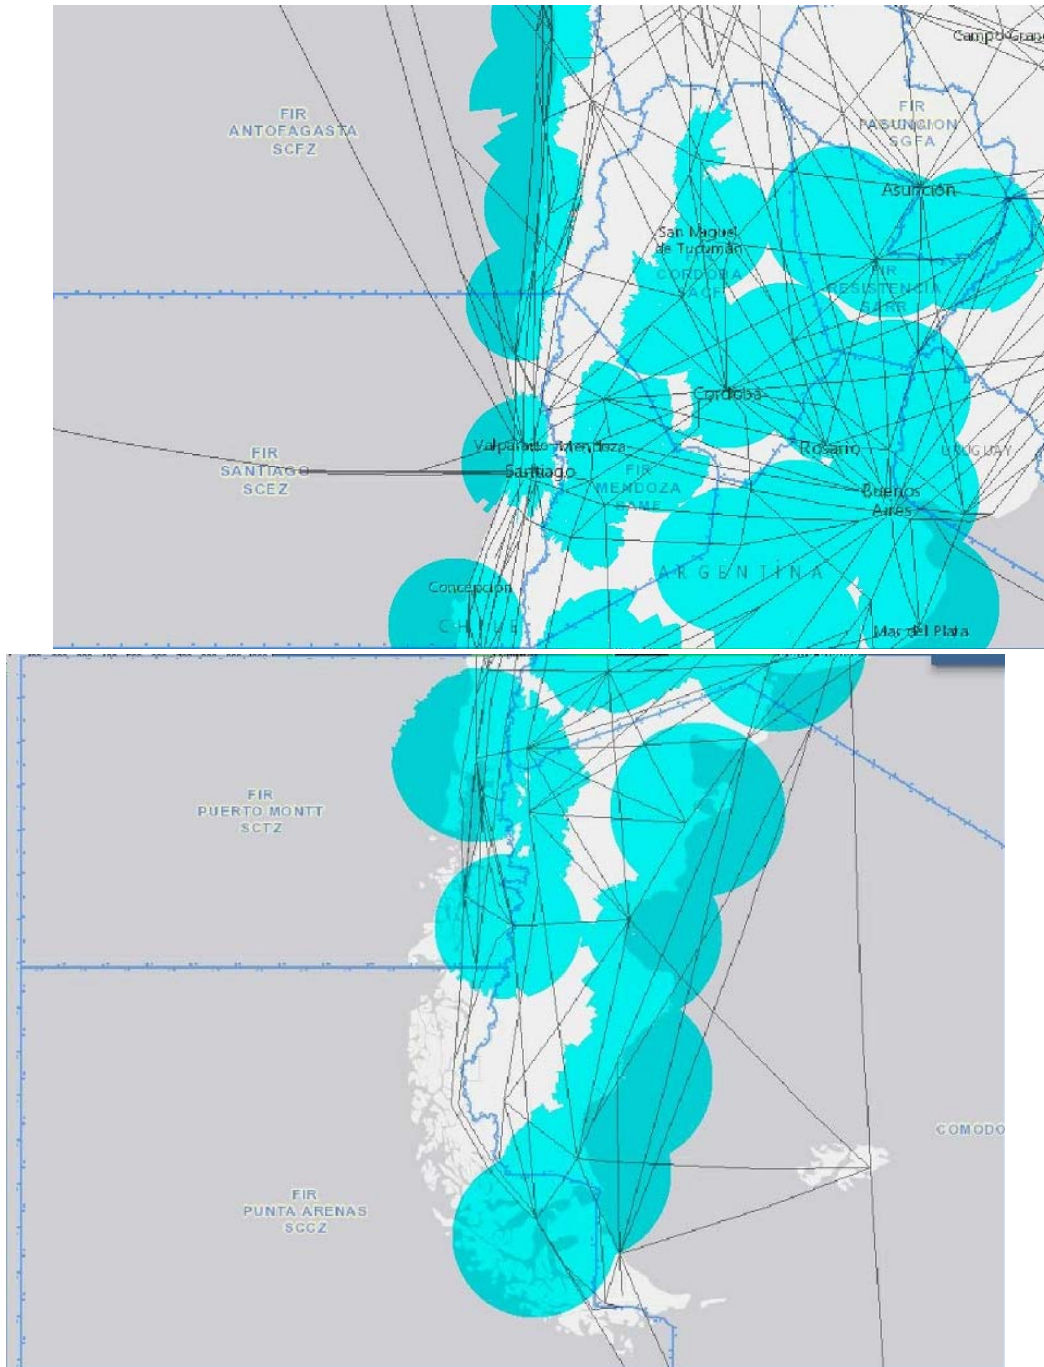 Campo Gran
FIR
ANTOFAGASTA
SCFZ
FIR
ASUNCION
SGFA
Asunción
San Miguel
de Tucumán
CORDOBA
SACF
FIR
RESISTENCIA
SARR
Córdoba
Valparaíso
Mendoza
Rosario
URUGUAY
FIR
SANTIAGO
SCEZ
Santiago
FIR
MENDOZA
SAME
Buenos
Aires
ARGENTINA
Concepción
CHILE
Mar del Plata
FIR
PUERTO MONTT
SCTZ
COMODO
FIR
PUNTA ARENAS
SCCZ